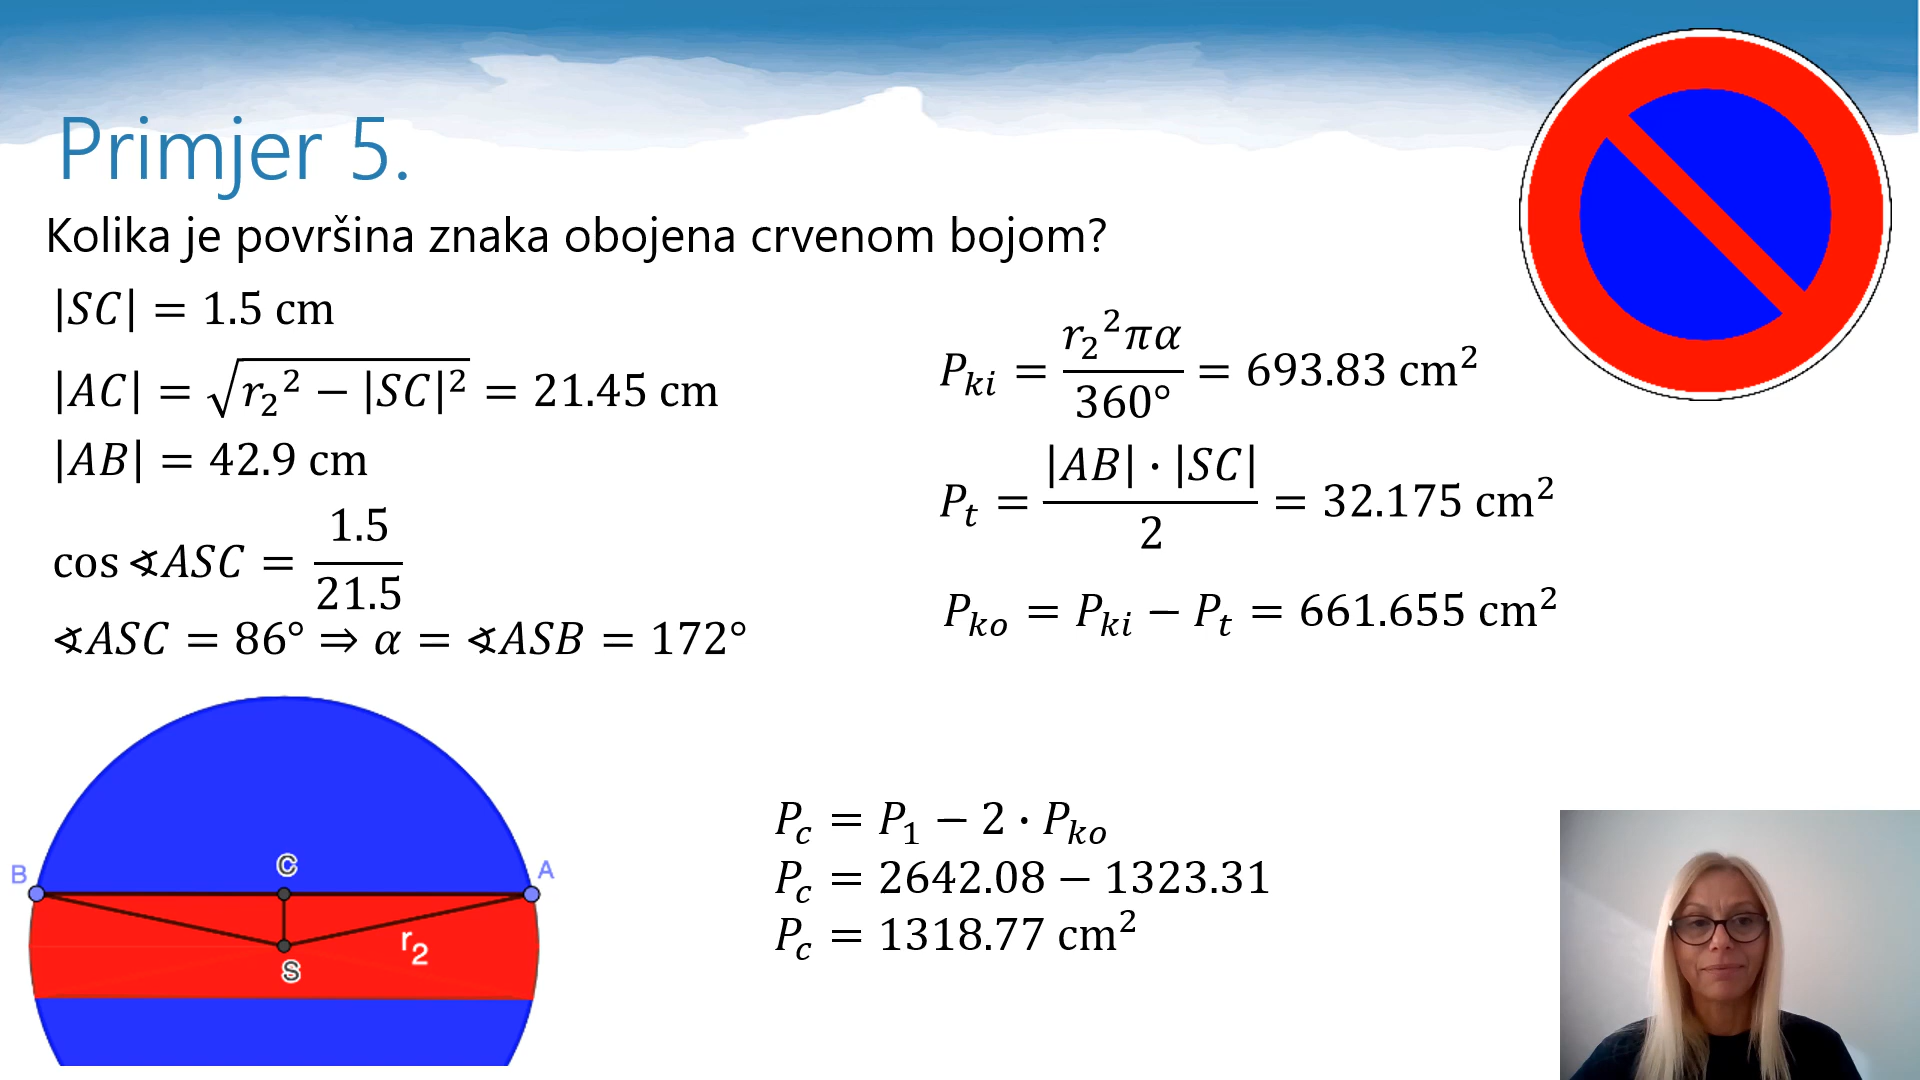 Primjer 5.
Kolika je površina znaka obojena crvenom bojom?
|SC| = 1.5 cm
|AC| = √(r₂² − |SC|²) = 21.45 cm
|AB| = 42.9 cm
cos ∢ASC = 1.5/21.5
∢ASC = 86° ⇒ α = ∢ASB = 172°
P_ki = r₂²πα/360° = 693.83 cm²
P_t = |AB| · |SC|/2 = 32.175 cm²
P_ko = P_ki − P_t = 661.655 cm²
B
C
A
r₂
S
P_c = P₁ − 2 · P_ko
P_c = 2642.08 − 1323.31
P_c = 1318.77 cm²